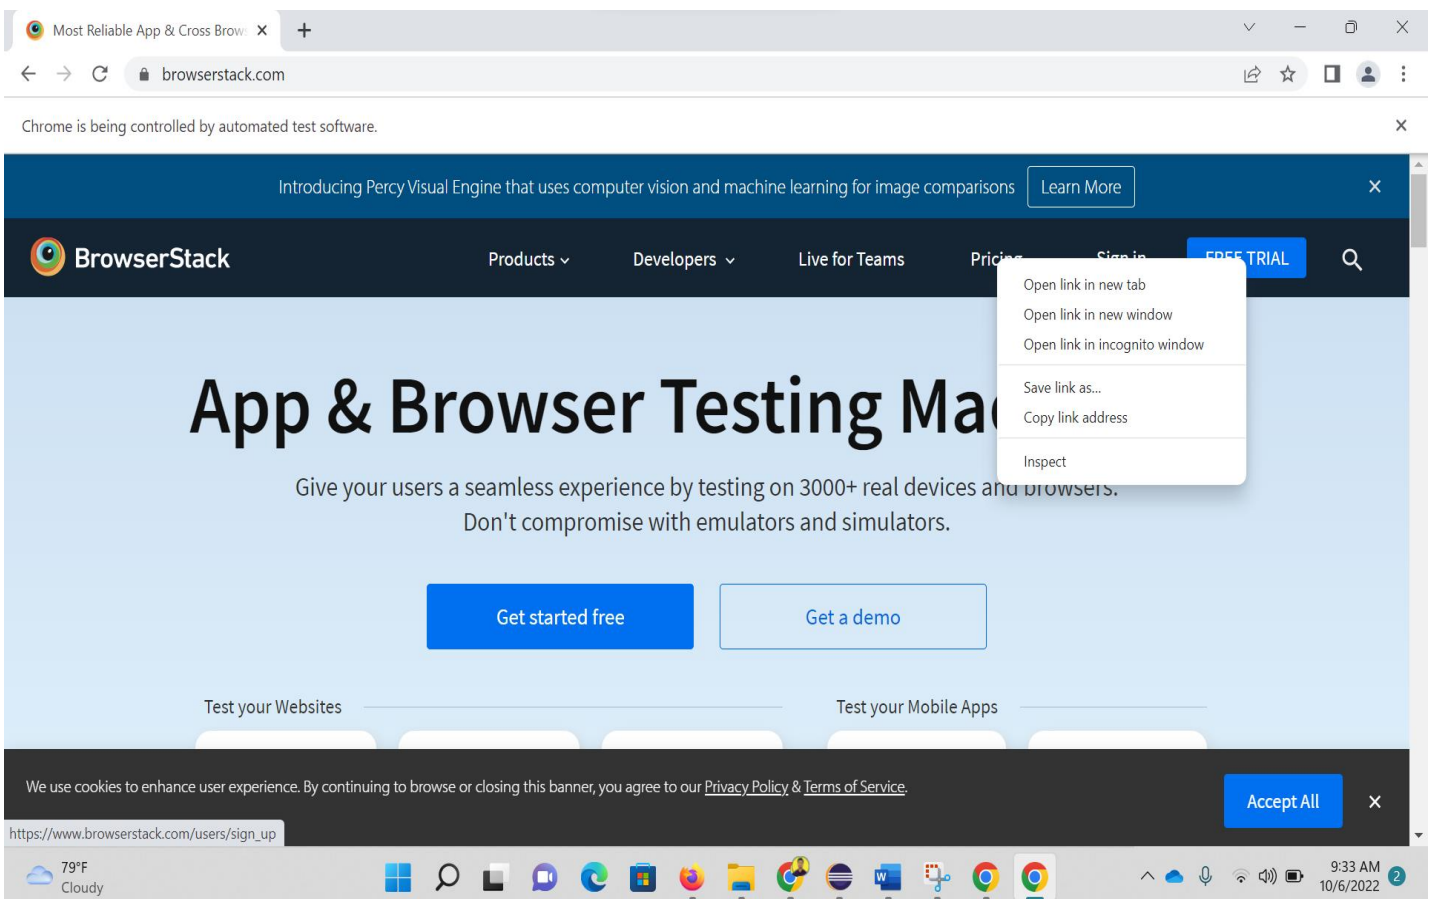 Most Reliable App & Cross Brow
browserstack.com
Chrome is being controlled by automated test software.
Introducing Percy Visual Engine that uses computer vision and machine learning for image comparisons Learn More
BrowserStack Products Developers Live for Teams Pricing Sign in FREE TRIAL
Open link in new tab
Open link in new window
Open link in incognito window
Save link as...
Copy link address
Inspect
App & Browser Testing Ma
Give your users a seamless experience by testing on 3000+ real devices and browsers.
Don't compromise with emulators and simulators.
Get started free Get a demo
Test your Websites Test your Mobile Apps
We use cookies to enhance user experience. By continuing to browse or closing this banner, you agree to our Privacy Policy & Terms of Service. Accept All
https://www.browserstack.com/users/sign_up
79°F
Cloudy
9:33 AM
10/6/2022
2